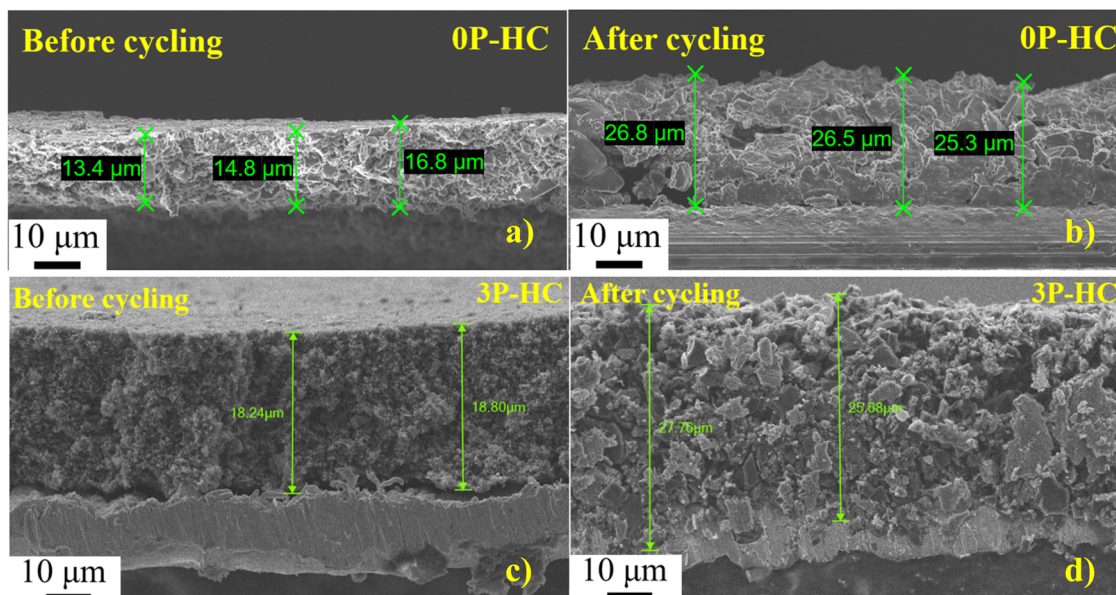 Before cycling 0P-HC
13.4 μm
14.8 μm
16.8 μm
10 μm
a)
After cycling 0P-HC
26.8 μm
26.5 μm
25.3 μm
10 μm
b)
Before cycling 3P-HC
18.24μm
18.80μm
10 μm
c)
After cycling 3P-HC
27.76μm
25.68μm
10 μm
d)